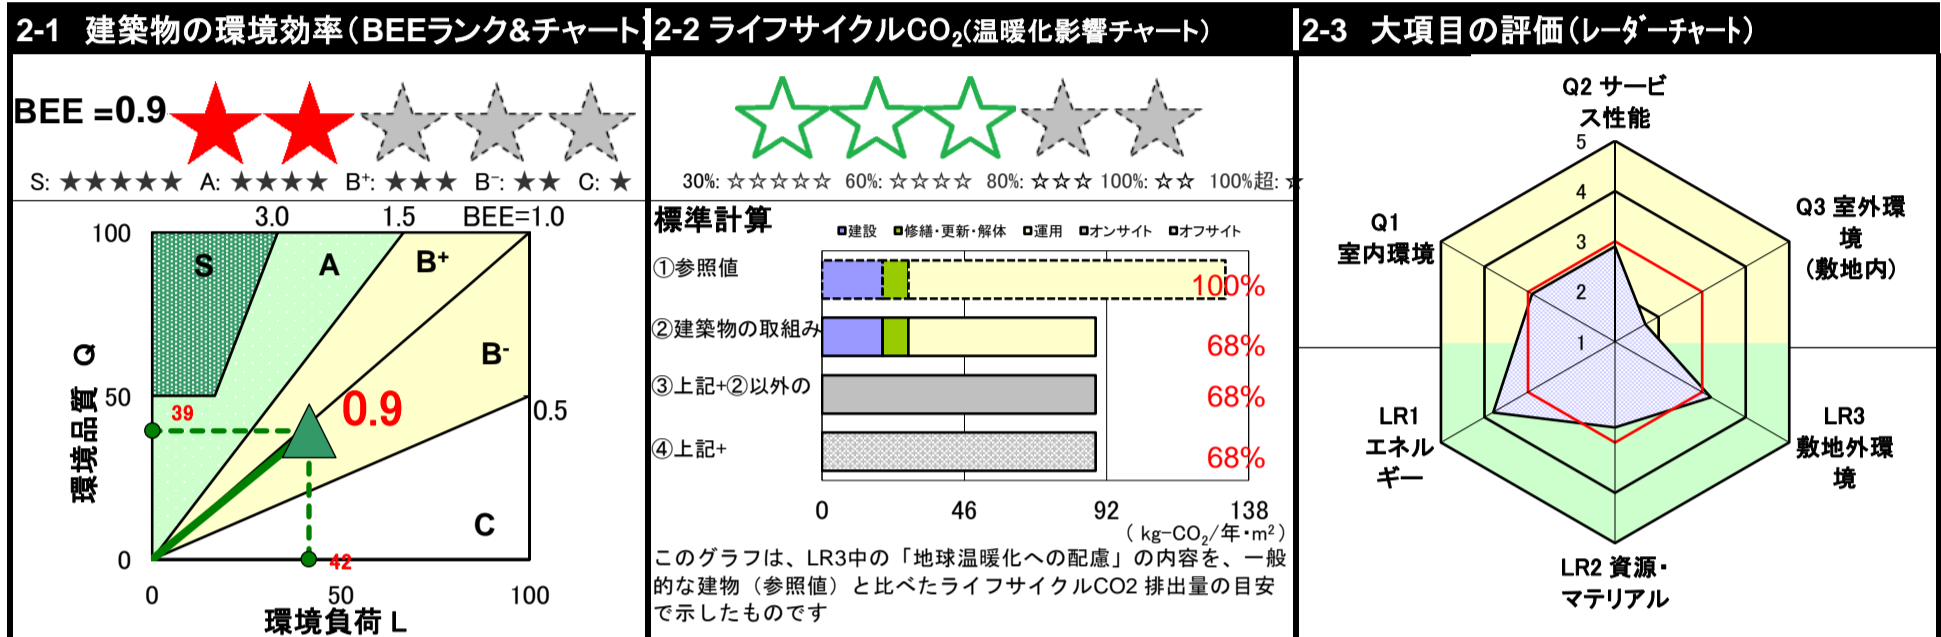 2-1 建築物の環境効率(BEEランク&チャート)
BEE =0.9
S: ★★★★★ A: ★★★★ B⁺: ★★★ B⁻: ★★ C: ★
3.0 1.5 BEE=1.0
100
S
A
B⁺
B⁻
環境品質 Q
50
39
0.9
0.5
C
0
42
0 50 100
環境負荷 L
2-2 ライフサイクルCO₂(温暖化影響チャート)
30%: ☆☆☆☆☆ 60%: ☆☆☆☆ 80%: ☆☆☆ 100%: ☆☆ 100%超: ☆
標準計算
建設 修繕・更新・解体 運用 オンサイト オフサイト
①参照値 100%
②建築物の取組み 68%
③上記+②以外の 68%
④上記+ 68%
0 46 92 138
( kg-CO₂/年・m²)
このグラフは、LR3中の「地球温暖化への配慮」の内容を、一般
的な建物(参照値)と比べたライフサイクルCO2 排出量の目安
で示したものです
2-3 大項目の評価(レーダーチャート)
Q2 サービ
ス性能
5
4
3
2
1
Q1
室内環境
Q3 室外環
境
(敷地内)
LR1
エネル
ギー
LR3
敷地外環
境
LR2 資源・
マテリアル